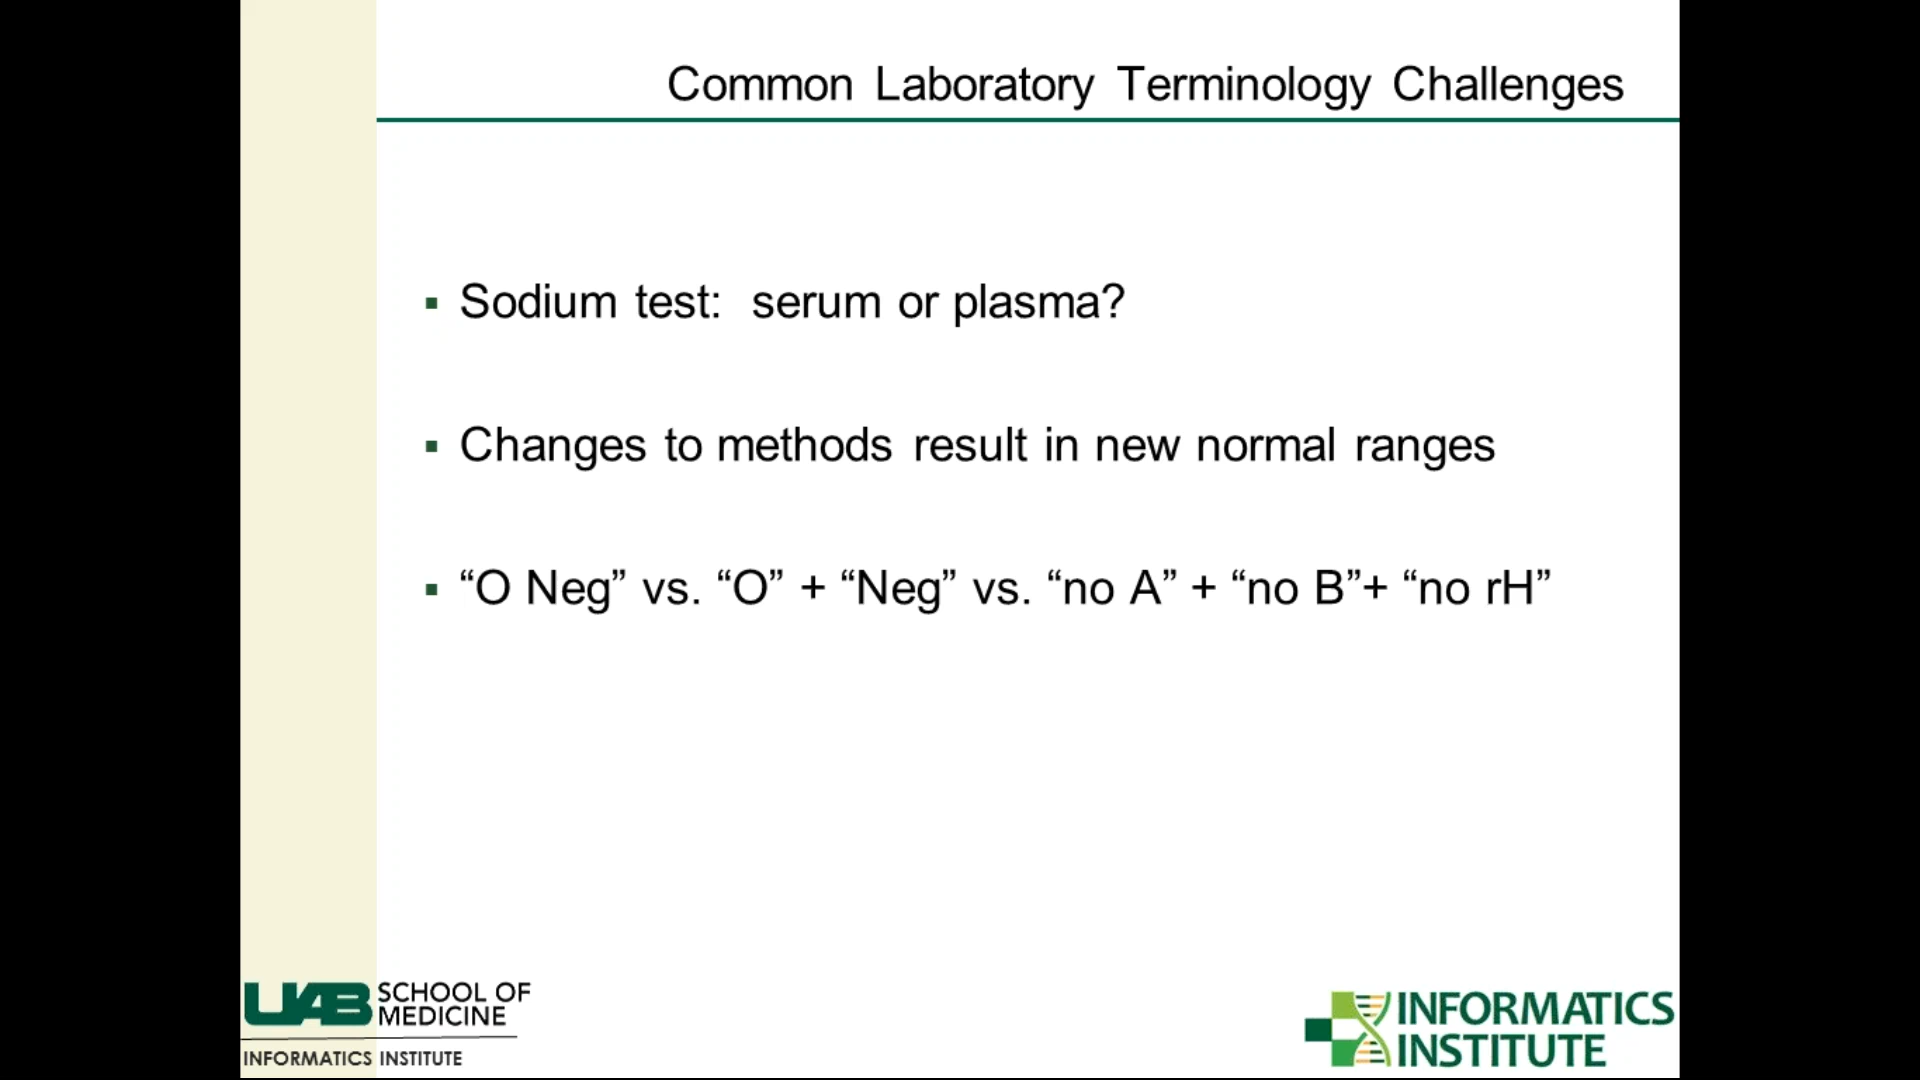 Common Laboratory Terminology Challenges
▪ Sodium test: serum or plasma?
▪ Changes to methods result in new normal ranges
▪ “O Neg” vs. “O” + “Neg” vs. “no A” + “no B”+ “no rH”
UAB SCHOOL OF
MEDICINE
INFORMATICS INSTITUTE
INFORMATICS
INSTITUTE